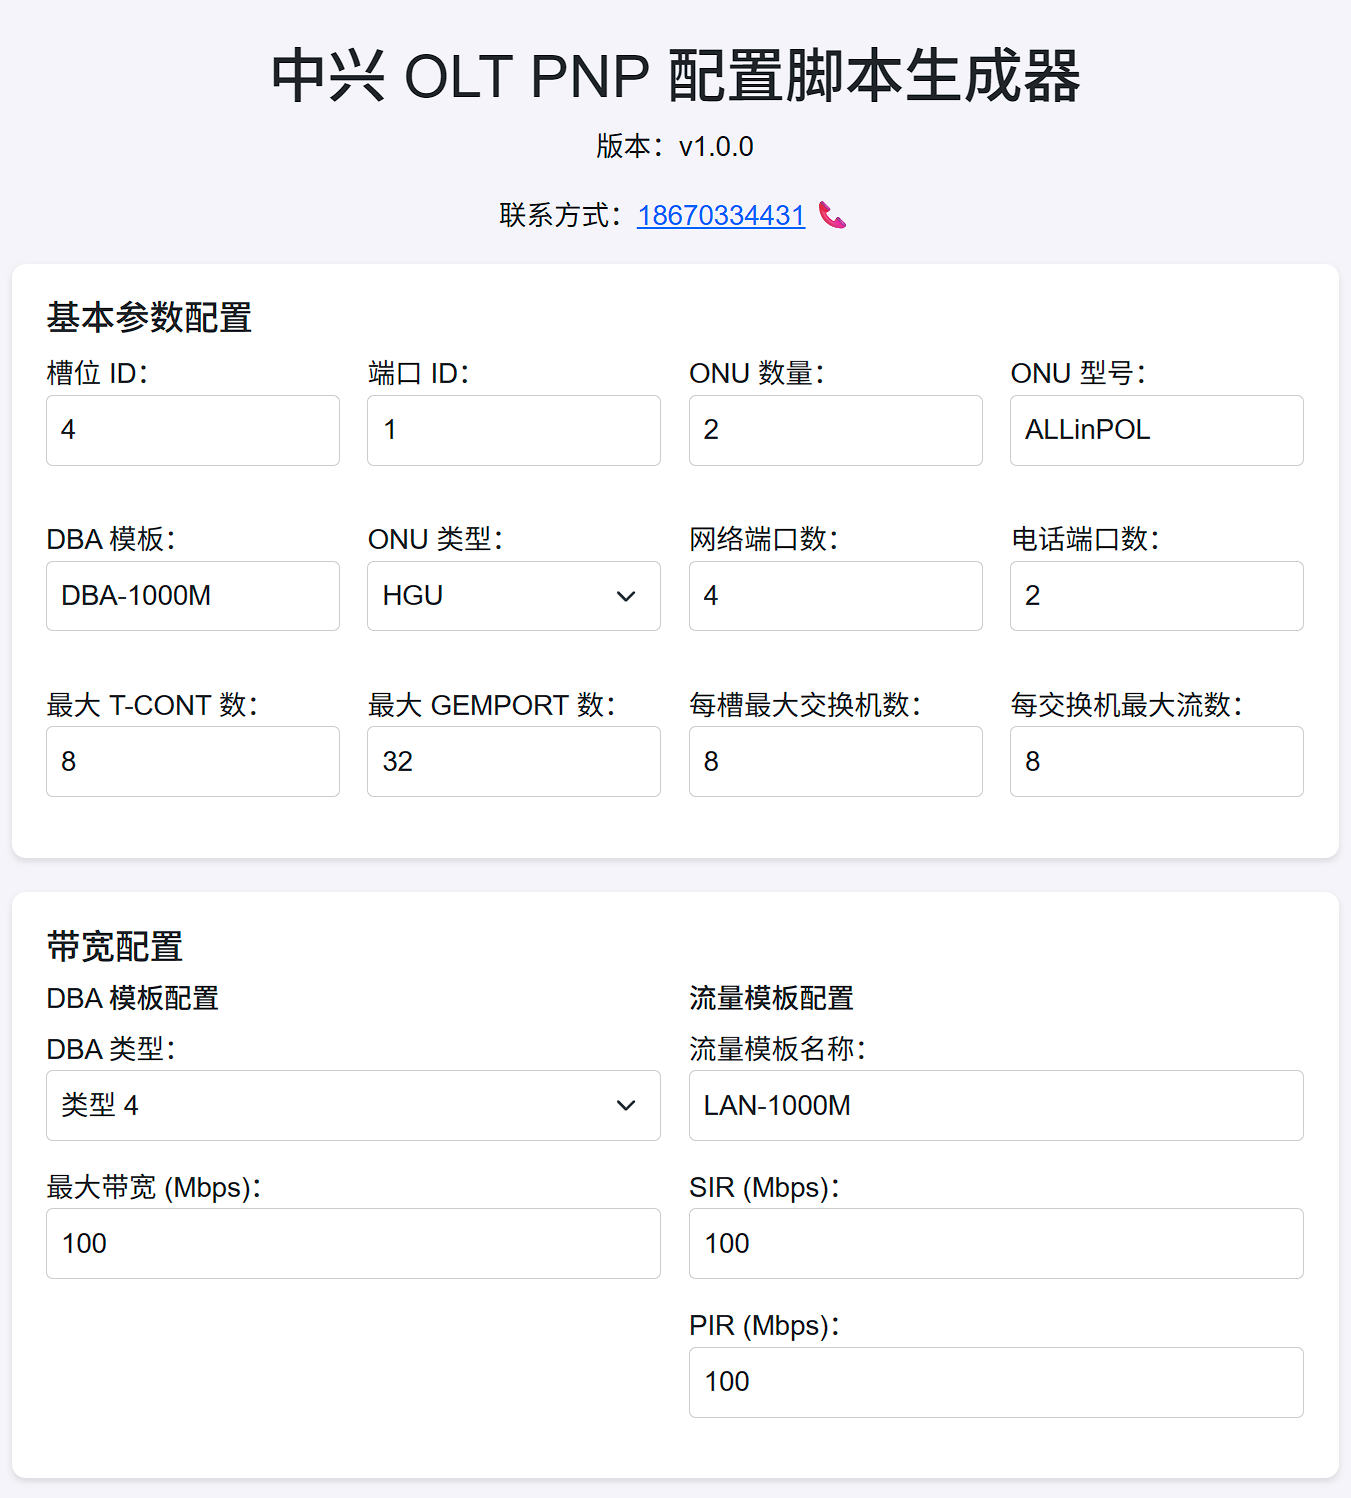 中兴 OLT PNP 配置脚本生成器
版本：v1.0.0
联系方式：18670334431
基本参数配置
槽位 ID： 端口 ID： ONU 数量： ONU 型号：
4 1 2 ALLinPOL
DBA 模板： ONU 类型： 网络端口数： 电话端口数：
DBA-1000M HGU 4 2
最大 T-CONT 数： 最大 GEMPORT 数： 每槽最大交换机数： 每交换机最大流数：
8 32 8 8
带宽配置
DBA 模板配置 流量模板配置
DBA 类型： 流量模板名称：
类型 4 LAN-1000M
最大带宽 (Mbps)： SIR (Mbps)：
100 100
PIR (Mbps)：
100